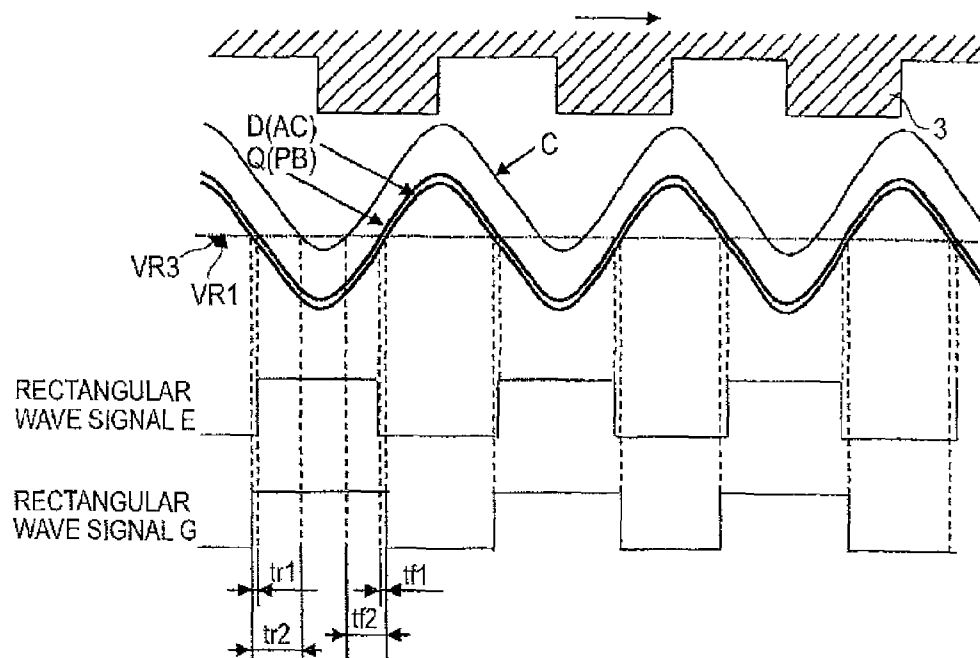 3
D(AC)
Q(PB)
C
VR3
VR1
RECTANGULAR
WAVE SIGNAL E
RECTANGULAR
WAVE SIGNAL G
tr1
tf1
tr2
tf2